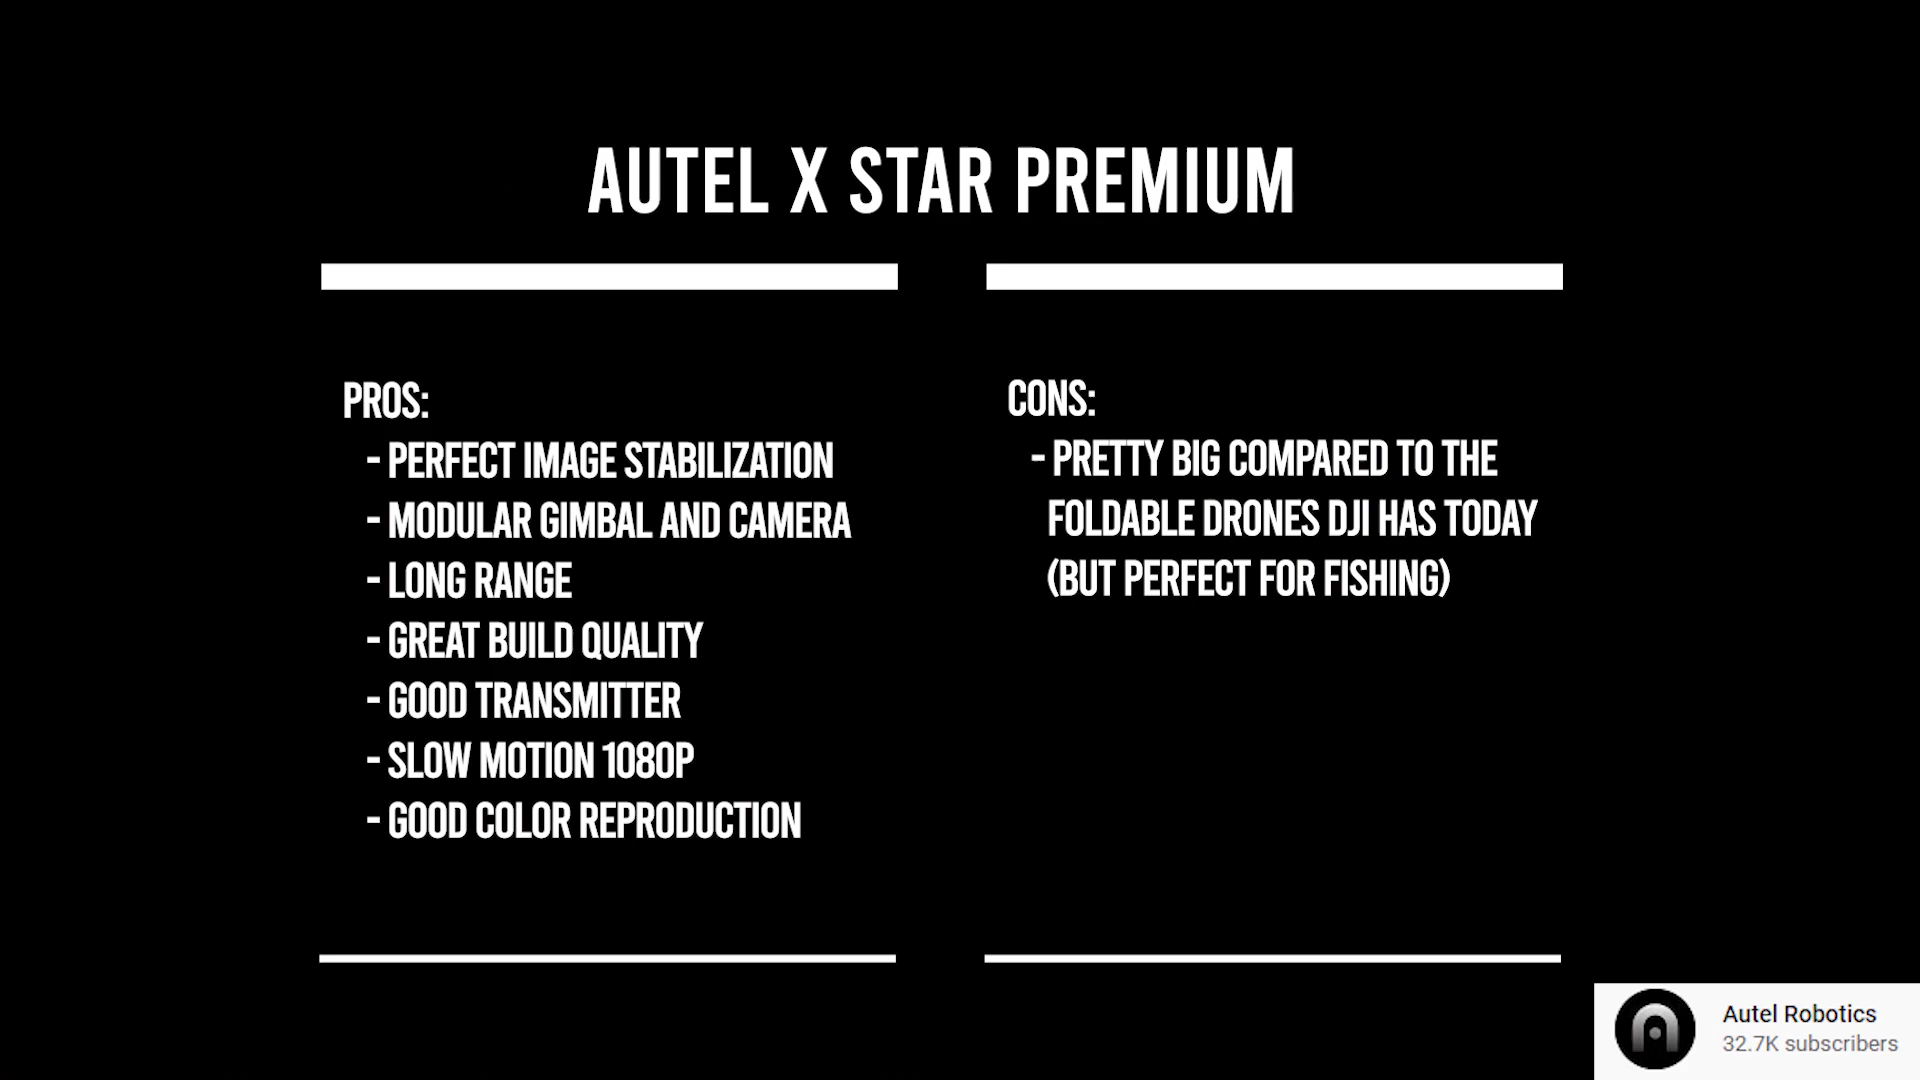 AUTEL X STAR PREMIUM
PROS:
- PERFECT IMAGE STABILIZATION
- MODULAR GIMBAL AND CAMERA
- LONG RANGE
- GREAT BUILD QUALITY
- GOOD TRANSMITTER
- SLOW MOTION 1080P
- GOOD COLOR REPRODUCTION
CONS:
- PRETTY BIG COMPARED TO THE
FOLDABLE DRONES DJI HAS TODAY
(BUT PERFECT FOR FISHING)
Autel Robotics
32.7K subscribers